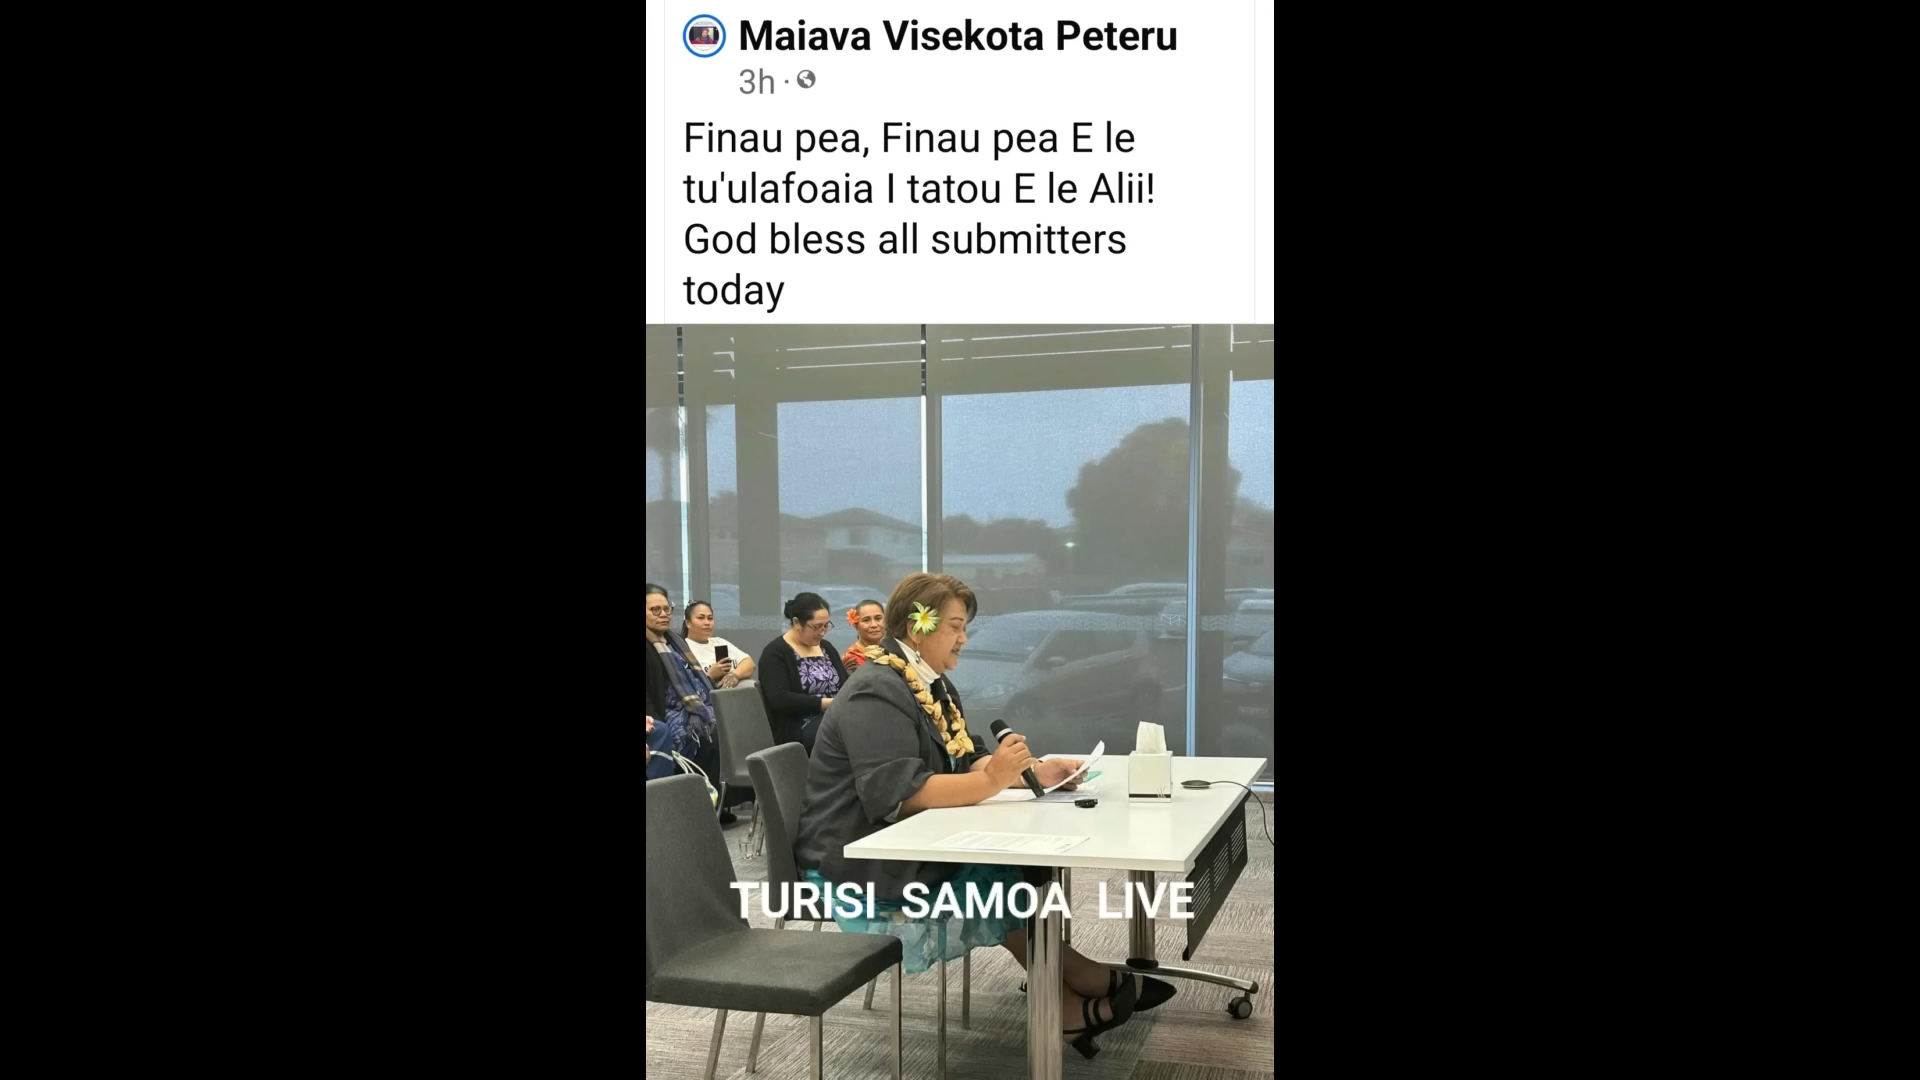 Maiava Visekota Peteru
3h ·
Finau pea, Finau pea E le
tu'ulafoaia I tatou E le Alii!
God bless all submitters
today
TURISI SAMOA LIVE